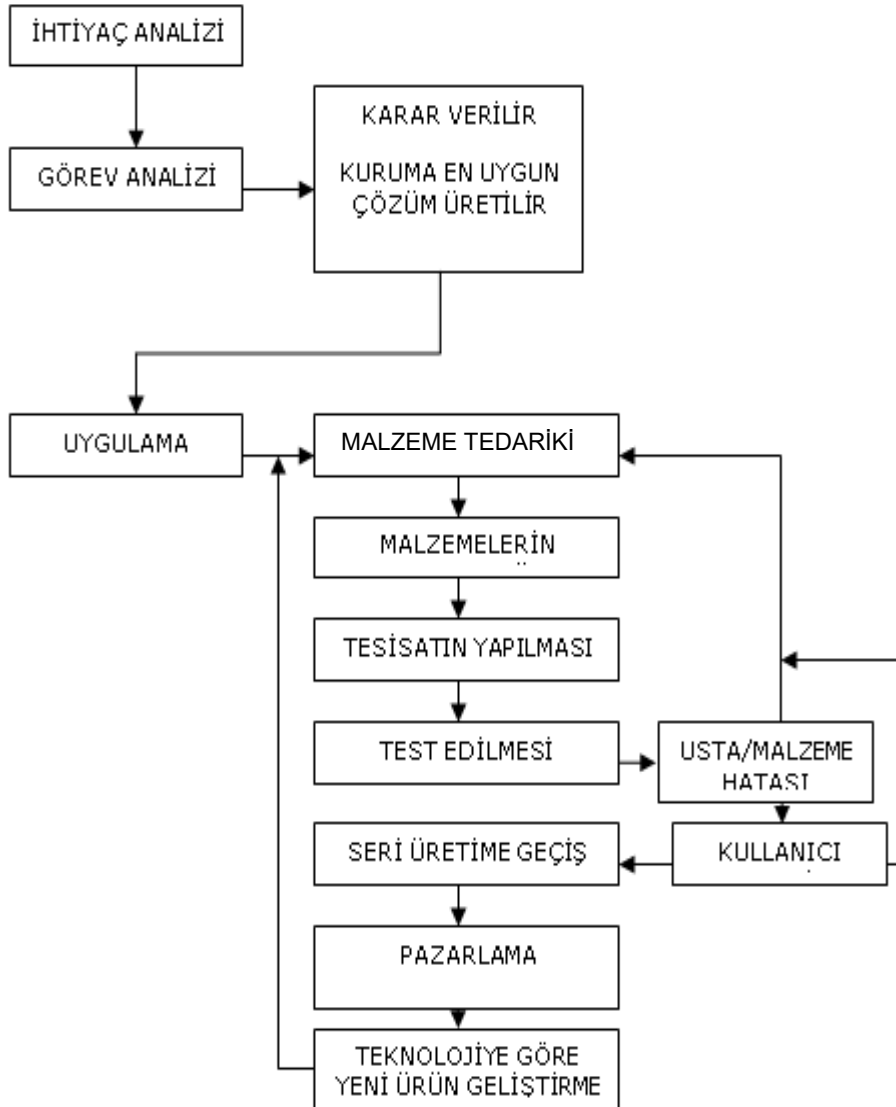 İHTİYAÇ ANALİZİ
GÖREV ANALİZİ
KARAR VERİLİR
KURUMA EN UYGUN
ÇÖZÜM ÜRETİLİR
UYGULAMA
MALZEME TEDARİKİ
MALZEMELERİN
TESİSATIN YAPILMASI
TEST EDİLMESİ
USTA/MALZEME
HATASI
SERİ ÜRETİME GEÇİŞ
KULLANICI
PAZARLAMA
TEKNOLOJİYE GÖRE
YENİ ÜRÜN GELİŞTİRME